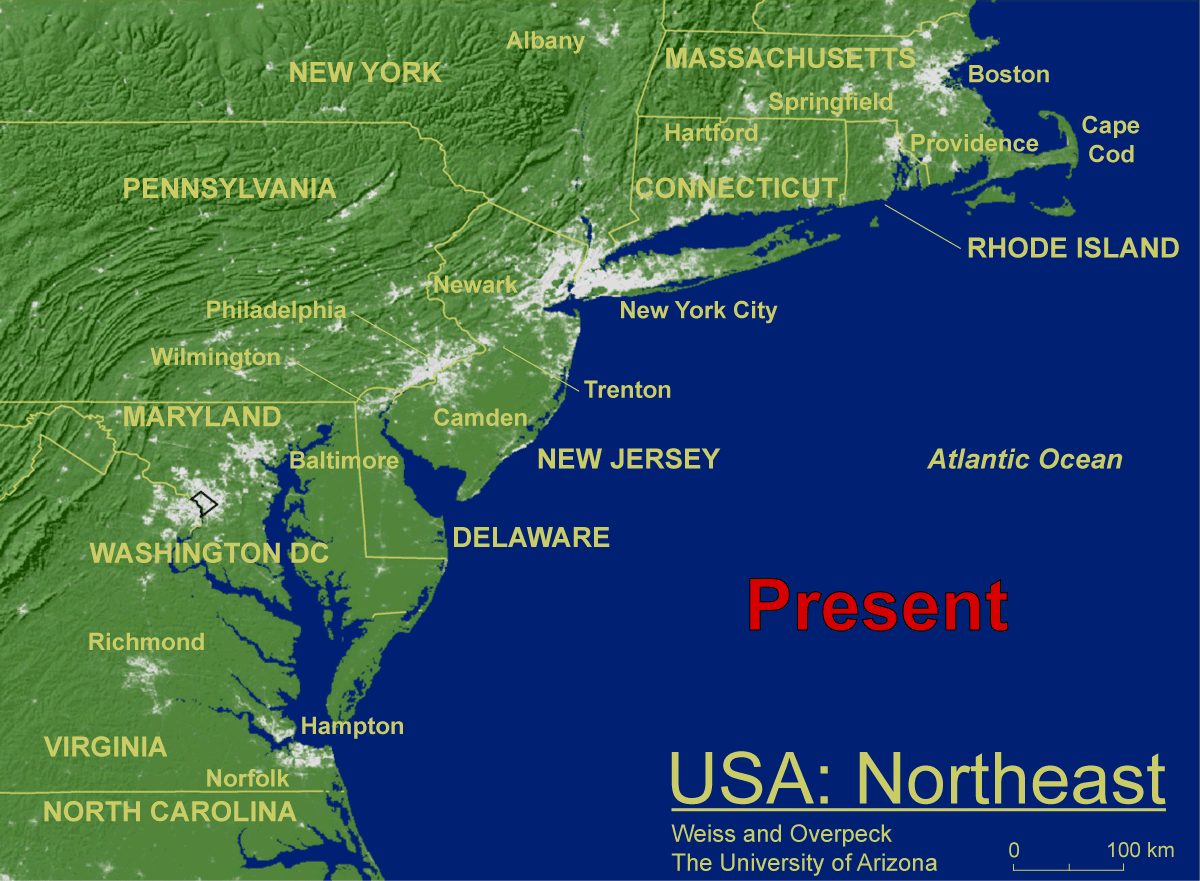 Albany
NEW YORK
MASSACHUSETTS
Boston
Springfield
Hartford
Providence
Cape
Cod
PENNSYLVANIA
CONNECTICUT
RHODE ISLAND
Newark
Philadelphia
New York City
Wilmington
Trenton
MARYLAND
Camden
Baltimore
NEW JERSEY
Atlantic Ocean
WASHINGTON DC
DELAWARE
Present
Richmond
Hampton
VIRGINIA
Norfolk
NORTH CAROLINA
USA: Northeast
Weiss and Overpeck
The University of Arizona
0 100 km